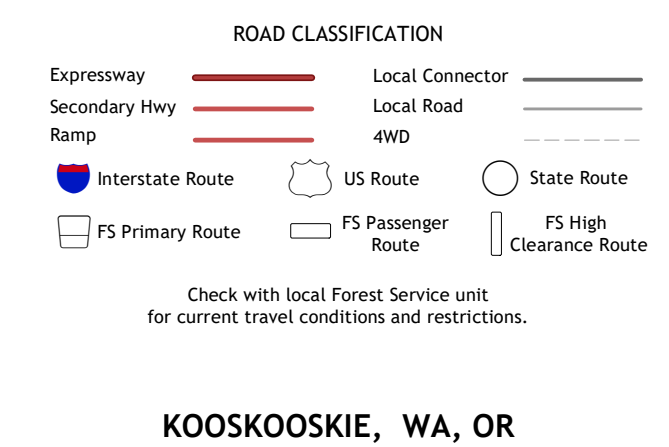 ROAD CLASSIFICATION
Expressway
Local Connector
Secondary Hwy
Local Road
Ramp
4WD
Interstate Route
US Route
State Route
FS Primary Route
FS Passenger
Route
FS High
Clearance Route
Check with local Forest Service unit
for current travel conditions and restrictions.
KOOSKOOSKIE, WA, OR